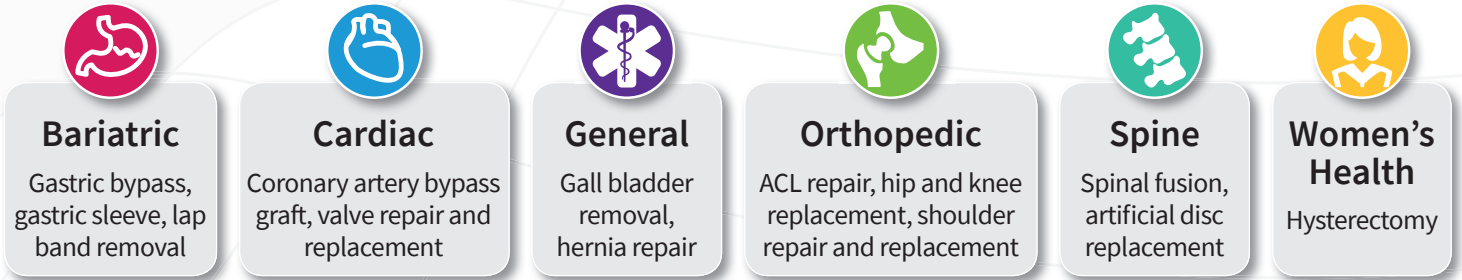 Bariatric
Gastric bypass,
gastric sleeve, lap
band removal
Cardiac
Coronary artery bypass
graft, valve repair and
replacement
General
Gall bladder
removal,
hernia repair
Orthopedic
ACL repair, hip and knee
replacement, shoulder
repair and replacement
Spine
Spinal fusion,
artificial disc
replacement
Women’s
Health
Hysterectomy